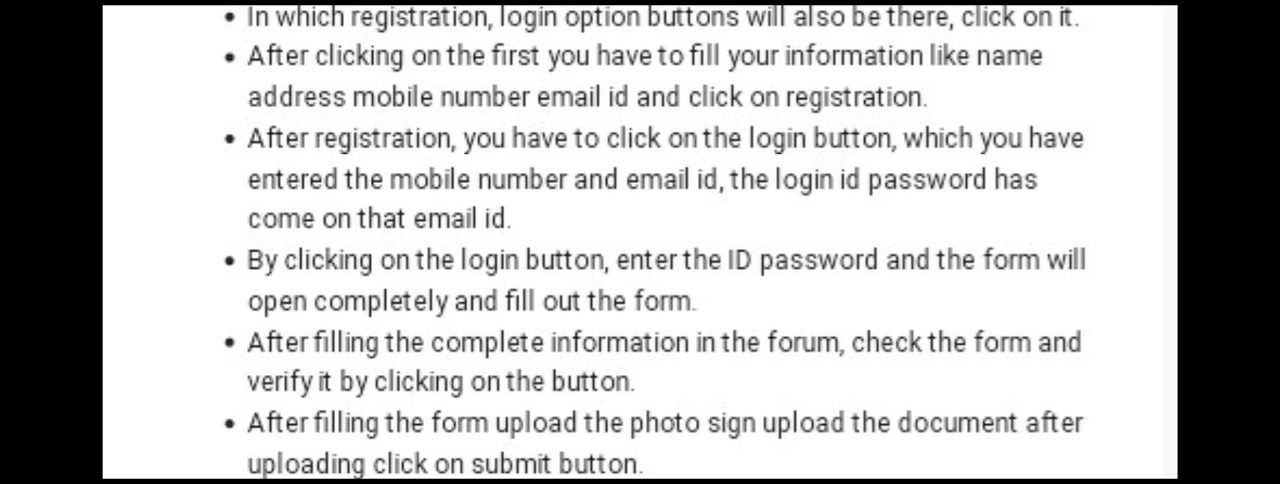 • In which registration, login option buttons will also be there, click on it.
• After clicking on the first you have to fill your information like name
address mobile number email id and click on registration.
• After registration, you have to click on the login button, which you have
entered the mobile number and email id, the login id password has
come on that email id.
• By clicking on the login button, enter the ID password and the form will
open completely and fill out the form.
• After filling the complete information in the forum, check the form and
verify it by clicking on the button.
• After filling the form upload the photo sign upload the document after
uploading click on submit button.